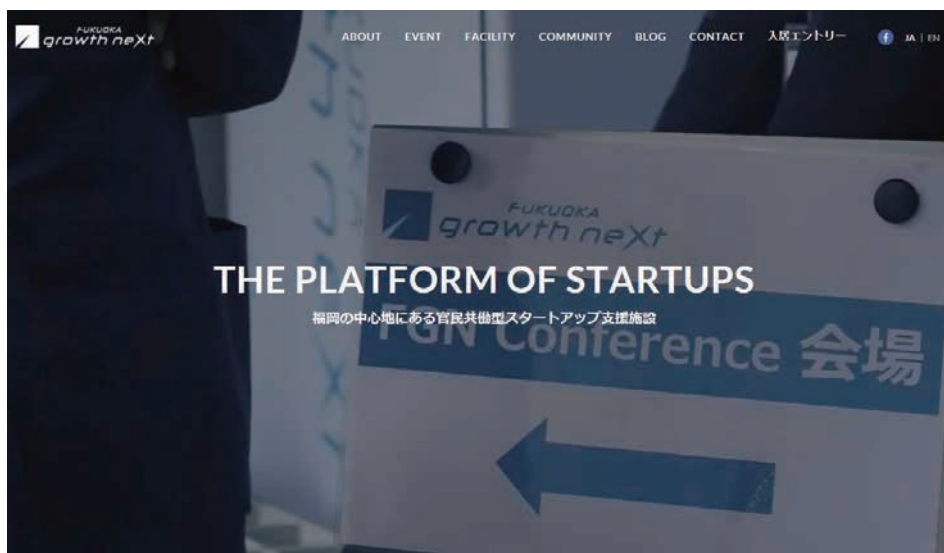 FUKUOKA
growth neXt
ABOUT EVENT FACILITY COMMUNITY BLOG CONTACT 入居エントリー f JA | EN
FUKUOKA
growth neXt
THE PLATFORM OF STARTUPS
福岡の中心地にある官民共働型スタートアップ支援施設
FGN Conference 会場